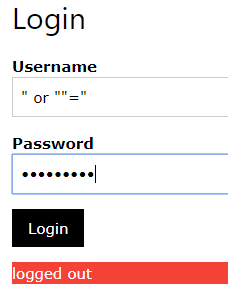 Login
Username
" or ""="
Password
•••••••••
Login
logged out